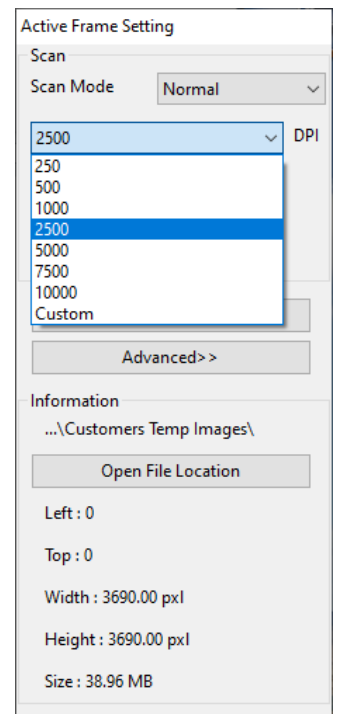 Active Frame Setting
Scan
Scan Mode Normal
2500 DPI
250
500
1000
2500
5000
7500
10000
Custom
Advanced>>
Information
...\Customers Temp Images\
Open File Location
Left : 0
Top : 0
Width : 3690.00 pxl
Height : 3690.00 pxl
Size : 38.96 MB